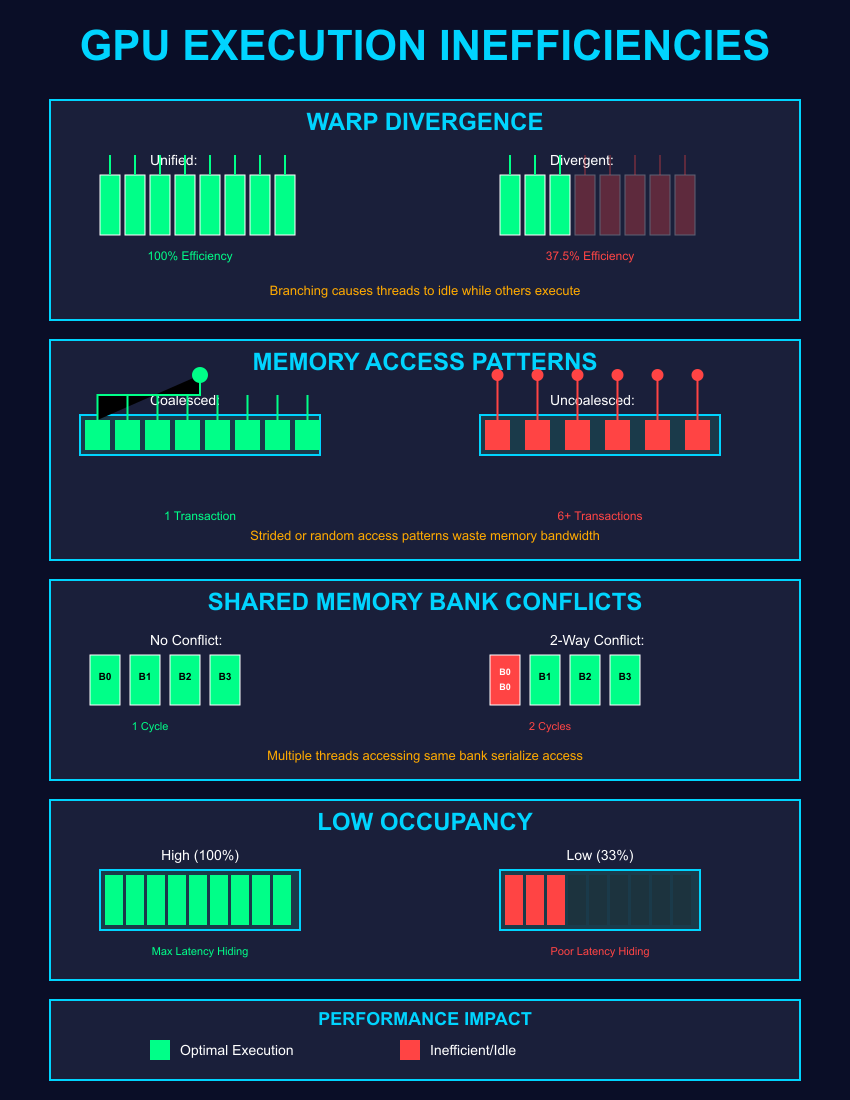 GPU EXECUTION INEFFICIENCIES
WARP DIVERGENCE
Unified:
Divergent:
100% Efficiency
37.5% Efficiency
Branching causes threads to idle while others execute
MEMORY ACCESS PATTERNS
Coalesced:
Uncoalesced:
1 Transaction
6+ Transactions
Strided or random access patterns waste memory bandwidth
SHARED MEMORY BANK CONFLICTS
No Conflict:
2-Way Conflict:
B0 B1 B2 B3
B0
B0
B1 B2 B3
1 Cycle
2 Cycles
Multiple threads accessing same bank serialize access
LOW OCCUPANCY
High (100%)
Low (33%)
Max Latency Hiding
Poor Latency Hiding
PERFORMANCE IMPACT
Optimal Execution
Inefficient/Idle